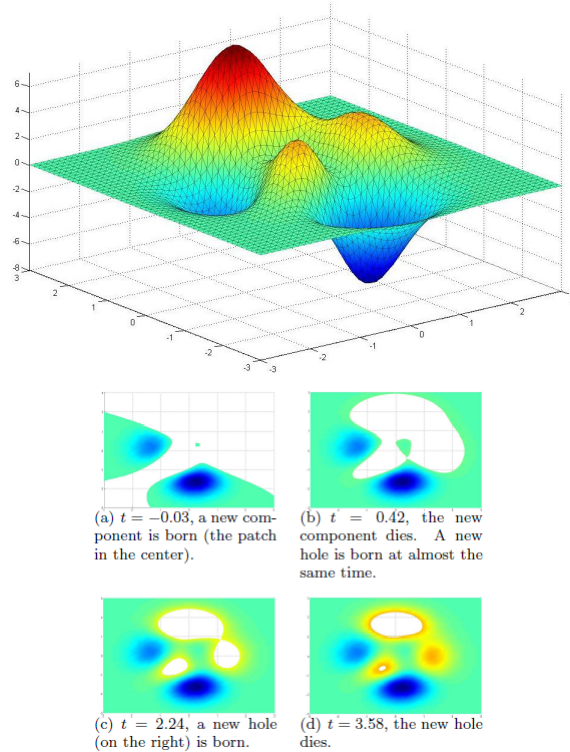 6
4
2
0
-2
-4
-6
-8
3
2
1
0
-1
-2
-3
-3
-2
-1
0
1
2
(a) t = −0.03, a new com-
ponent is born (the patch
in the center).
(b) t = 0.42, the new
component dies. A new
hole is born at almost the
same time.
(c) t = 2.24, a new hole
(on the right) is born.
(d) t = 3.58, the new hole
dies.